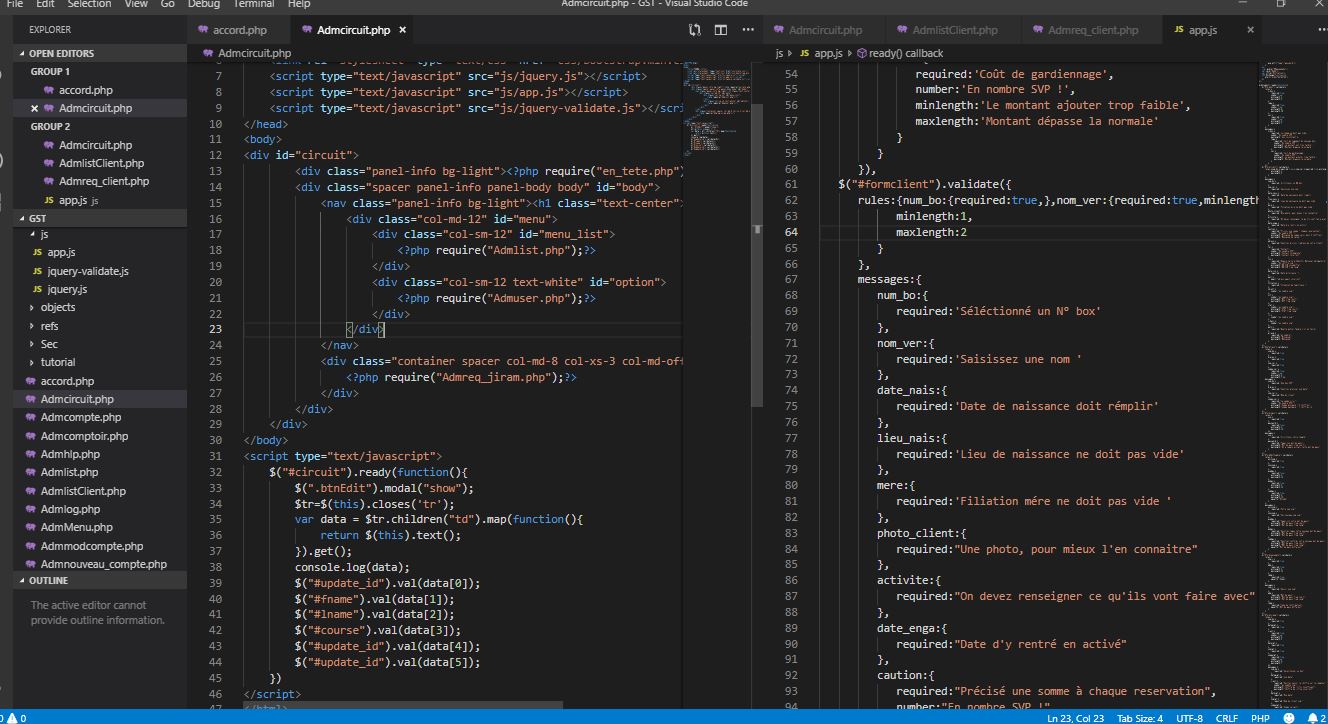 File Edit Selection View Go Debug Terminal Help
Admcircuit.php - GST - Visual Studio Code
EXPLORER
OPEN EDITORS
GROUP 1
accord.php
Admcircuit.php
GROUP 2
Admcircuit.php
AdmlistClient.php
Admreq_client.php
JS app.js js
GST
js
JS app.js
JS jquery-validate.js
JS jquery.js
objects
refs
Sec
tutorial
accord.php
Admcircuit.php
Admcompte.php
Admcomptoir.php
Admhlp.php
Admlist.php
AdmlistClient.php
Admlog.php
AdmMenu.php
Admmodcompte.php
Admnouveau_compte.php
OUTLINE
The active editor cannot
provide outline information.
accord.php
Admcircuit.php
Admcircuit.php
7 <script type="text/javascript" src="js/jquery.js"></script>
8 <script type="text/javascript" src="js/app.js"></script>
9 <script type="text/javascript" src="js/jquery-validate.js"></scri
10 </head>
11 <body>
12 <div id="circuit">
13 <div class="panel-info bg-light"><?php require("en_tete.php")
14 <div class="spacer panel-info panel-body body" id="body">
15 <nav class="panel-info bg-light"><h1 class="text-center">
16 <div class="col-md-12" id="menu">
17 <div class="col-sm-12" id="menu_list">
18 <?php require("Admlist.php");?>
19 </div>
20 <div class="col-sm-12 text-white" id="option">
21 <?php require("Admuser.php");?>
22 </div>
23 </div>
24 </nav>
25 <div class="container spacer col-md-8 col-xs-3 col-md-off
26 <?php require("Admreq_jiram.php");?>
27 </div>
28 </div>
29 </div>
30 </body>
31 <script type="text/javascript">
32 $("#circuit").ready(function(){
33 $(".btnEdit").modal("show");
34 $tr=$(this).closes('tr');
35 var data = $tr.children("td").map(function(){
36 return $(this).text();
37 }).get();
38 console.log(data);
39 $("#update_id").val(data[0]);
40 $("#fname").val(data[1]);
41 $("#lname").val(data[2]);
42 $("#course").val(data[3]);
43 $("#update_id").val(data[4]);
44 $("#update_id").val(data[5]);
45 })
46 </script>
47 </html>
Admcircuit.php
AdmlistClient.php
Admreq_client.php
JS app.js
js JS app.js ready() callback
54 required:'Coût de gardiennage',
55 number:'En nombre SVP !',
56 minlength:'Le montant ajouter trop faible',
57 maxlength:'Montant dépasse la normale'
58 }
59 }
60 }),
61 $("#formclient").validate({
62 rules:{num_bo:{required:true,},nom_ver:{required:true,minlength
63 minlength:1,
64 maxlength:2
65 }
66 },
67 messages:{
68 num_bo:{
69 required:'Séléctionné un N° box'
70 },
71 nom_ver:{
72 required:'Saisissez une nom '
73 },
74 date_nais:{
75 required:'Date de naissance doit rémplir'
76 },
77 lieu_nais:{
78 required:'Lieu de naissance ne doit pas vide'
79 },
80 mere:{
81 required:'Filiation mére ne doit pas vide '
82 },
83 photo_client:{
84 required:"Une photo, pour mieux l'en connaitre"
85 },
86 activite:{
87 required:"On devez renseigner ce qu'ils vont faire avec"
88 },
89 date_enga:{
90 required:"Date d'y rentré en activé"
91 },
92 caution:{
93 required:"Précisé une somme à chaque reservation",
94 number:"En nombre SVP !"
0 0
Ln 23, Col 23 Tab Size: 4 UTF-8 CRLF PHP 2